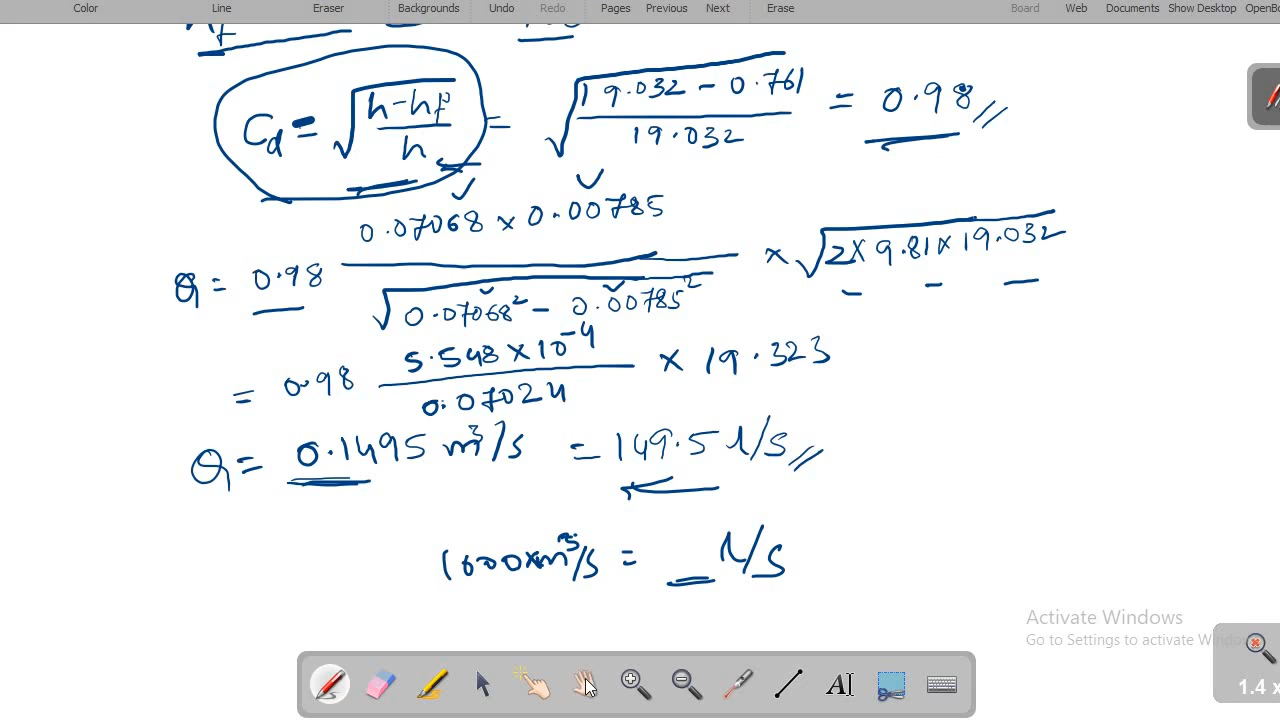 Color Line Eraser Backgrounds Undo Redo Pages Previous Next Erase Board Web Documents Show Desktop OpenBo
Cd = √((h-hf)/h) = √((19.032 - 0.761)/19.032) = 0.98 //
Q = 0.98 (0.07068 × 0.00785)/√(0.07068² - 0.00785²) × √(2 × 9.81 × 19.032)
= 0.98 (5.548 × 10⁻⁴)/0.07024 × 19.323
Q = 0.1495 m³/s = 149.5 l/s //
1000×m³/s = _ l/s
Activate Windows
Go to Settings to activate Windo
AI
1.4 x